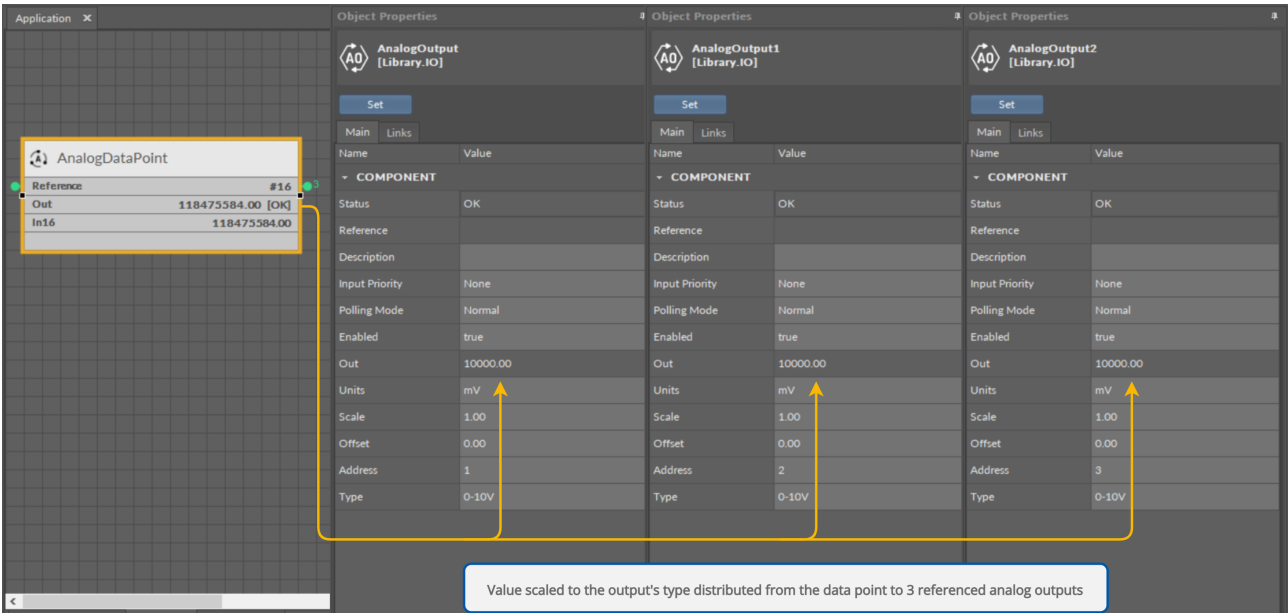 Application ×
AnalogDataPoint
Reference #16 3
Out 118475584.00 [OK]
In16 118475584.00
Object Properties
AO AnalogOutput
[Library.IO]
Set
Main Links
Name Value
COMPONENT
Status OK
Reference
Description
Input Priority None
Polling Mode Normal
Enabled true
Out 10000.00
Units mV
Scale 1.00
Offset 0.00
Address 1
Type 0-10V
Object Properties
AO AnalogOutput1
[Library.IO]
Set
Main Links
Name Value
COMPONENT
Status OK
Reference
Description
Input Priority None
Polling Mode Normal
Enabled true
Out 10000.00
Units mV
Scale 1.00
Offset 0.00
Address 2
Type 0-10V
Object Properties
AO AnalogOutput2
[Library.IO]
Set
Main Links
Name Value
COMPONENT
Status OK
Reference
Description
Input Priority None
Polling Mode Normal
Enabled true
Out 10000.00
Units mV
Scale 1.00
Offset 0.00
Address 3
Type 0-10V
Value scaled to the output's type distributed from the data point to 3 referenced analog outputs